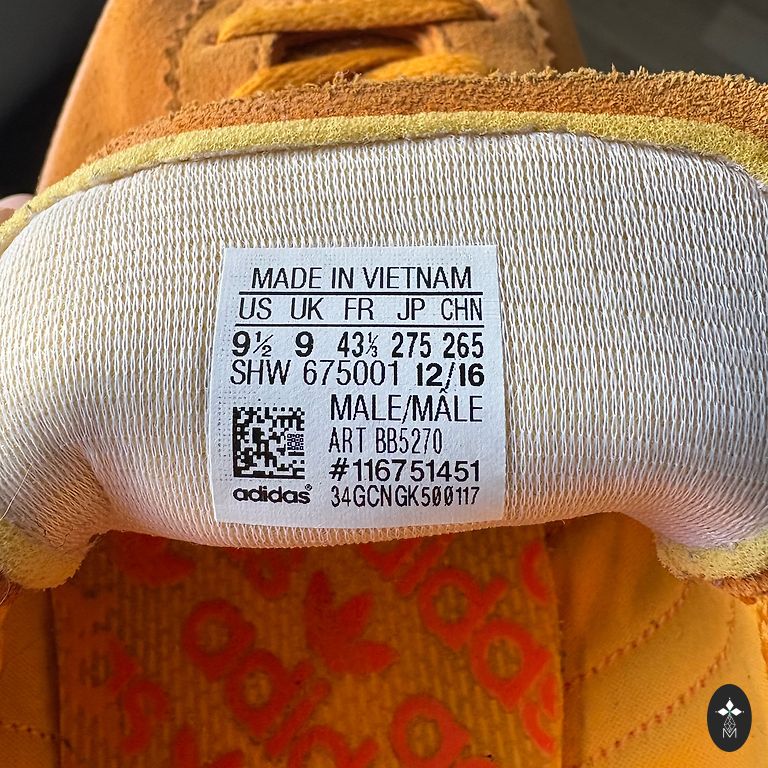 MADE IN VIETNAM
US UK FR JP CHN
9½ 9 43⅓ 275 265
SHW 675001 12/16
MALE/MÂLE
ART BB5270
#116751451
adidas® 34GCNGK500117